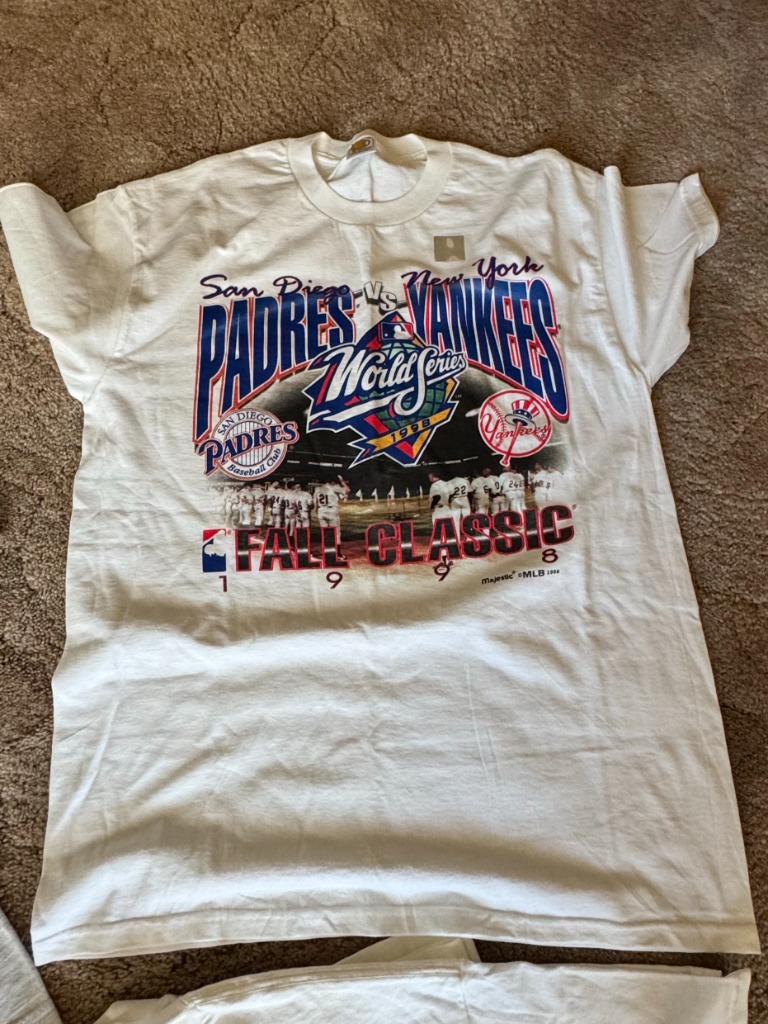 San Diego vs New York
PADRES YANKEES
World Series
1998
SAN DIEGO
PADRES
Baseball Club
Yankees
21
22
24
FALL CLASSIC
1 9 9 8
majestic ©MLB 1998